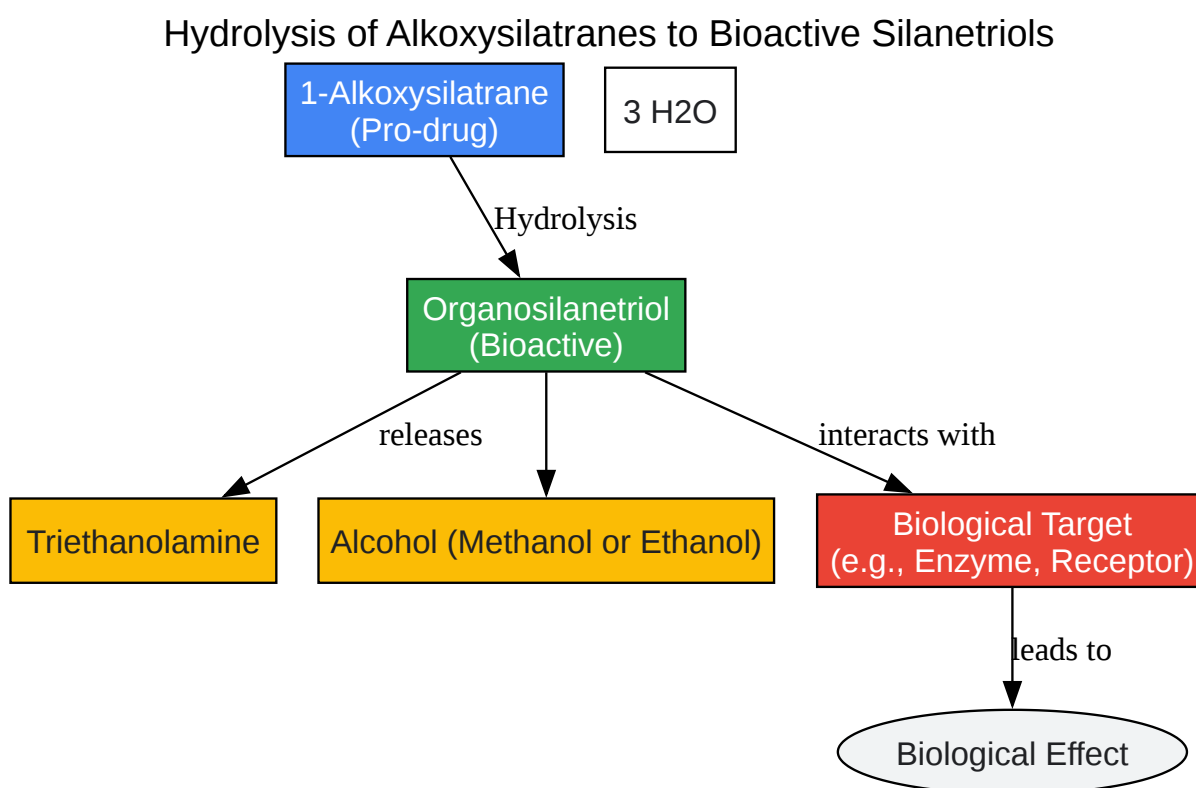 Hydrolysis of Alkoxysilatranes to Bioactive Silanetriols
1-Alkoxysilatrane
(Pro-drug)
3 H2O
Hydrolysis
Organosilanetriol
(Bioactive)
releases
interacts with
Triethanolamine
Alcohol (Methanol or Ethanol)
Biological Target
(e.g., Enzyme, Receptor)
leads to
Biological Effect